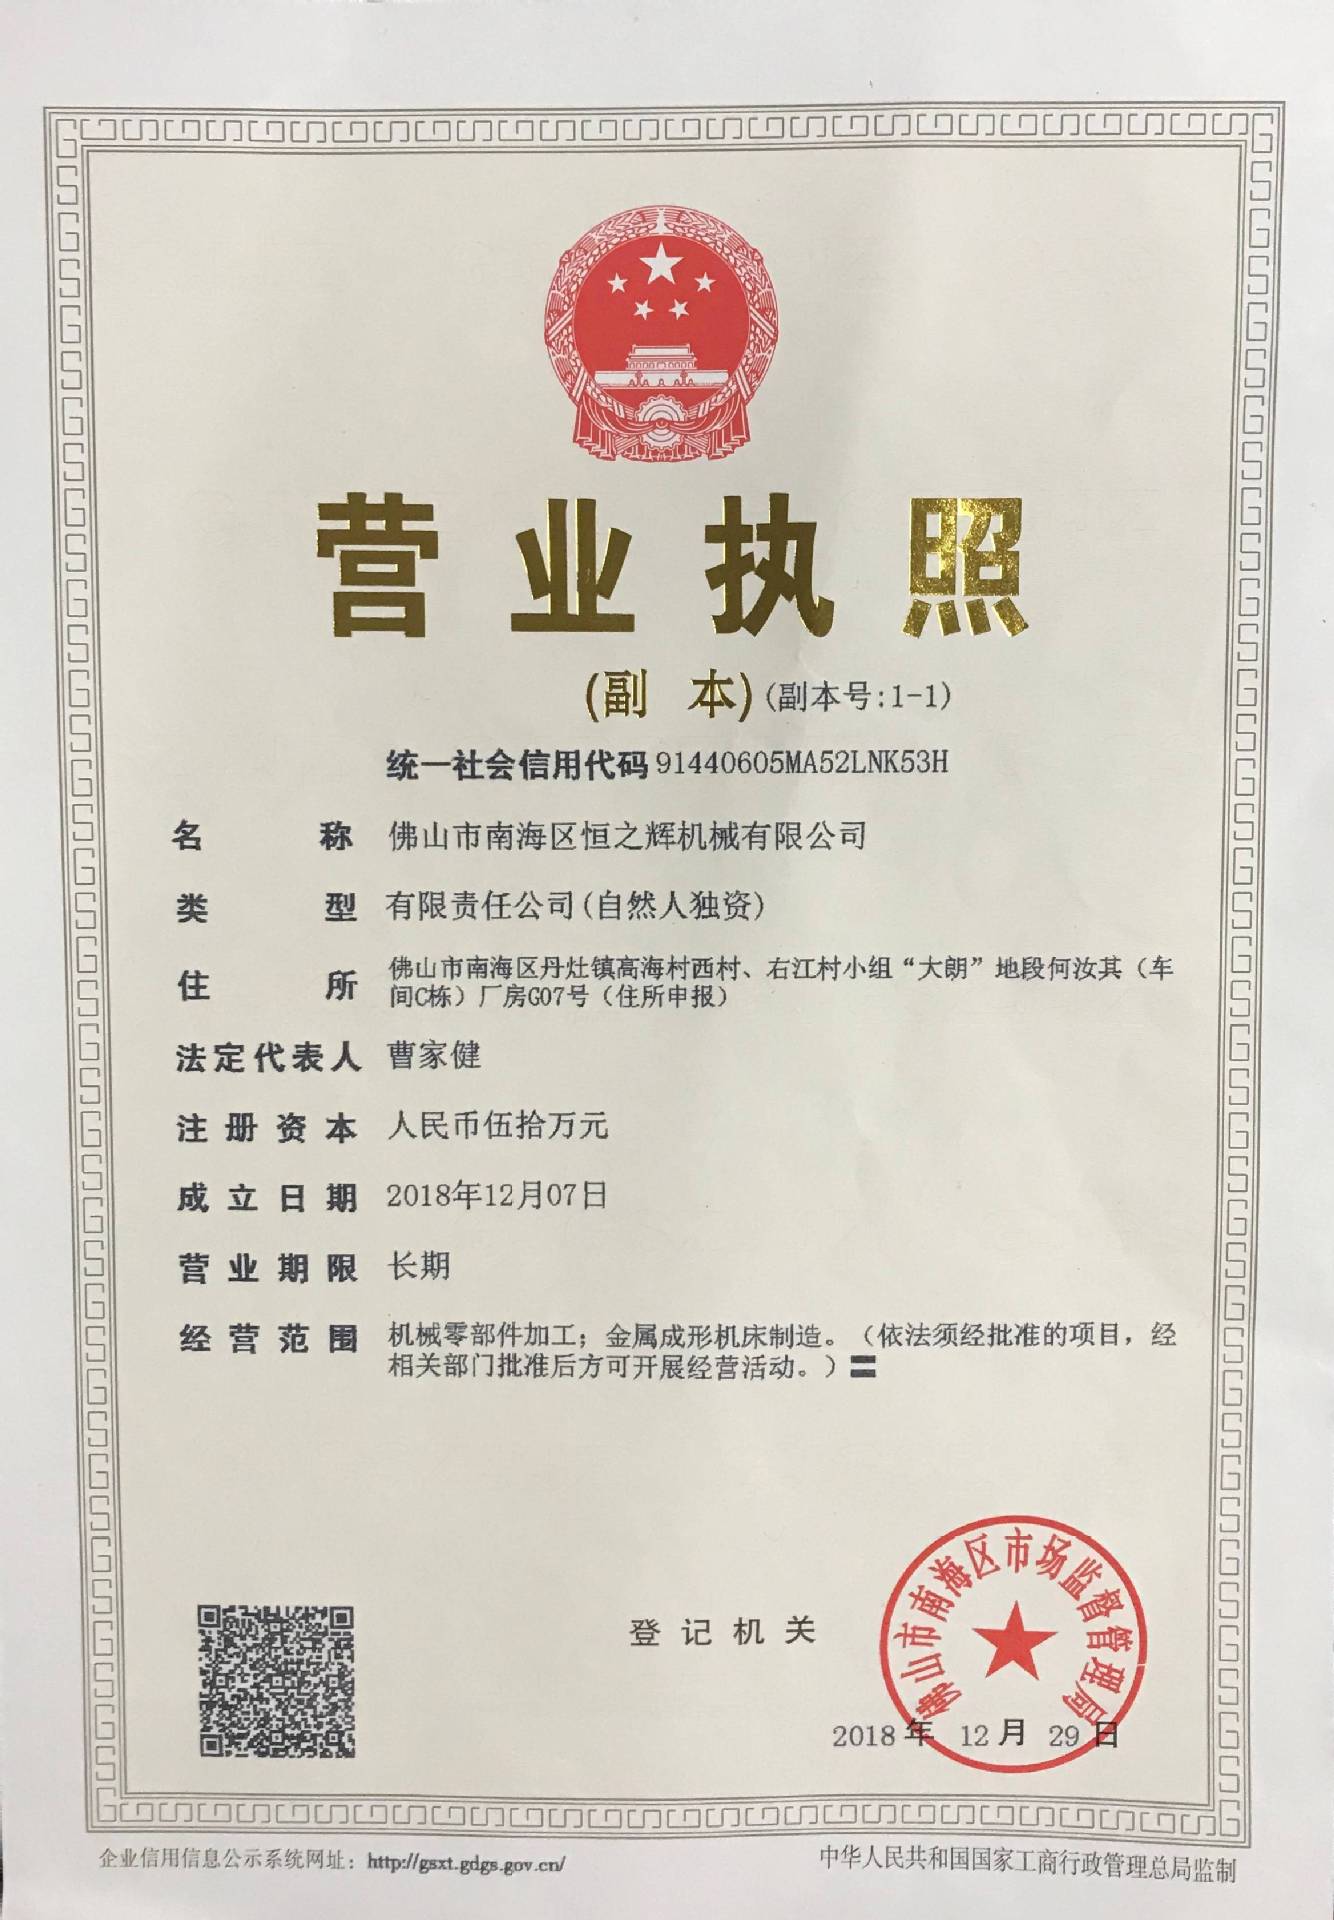 营业执照
(副 本)(副本号:1-1)
统一社会信用代码 91440605MA52LNK53H
名称 佛山市南海区恒之辉机械有限公司
类型 有限责任公司(自然人独资)
住所 佛山市南海区丹灶镇高海村西村、右江村小组“大朗”地段何汝其（车
间C栋）厂房G07号（住所申报）
法定代表人 曹家健
注册资本 人民币伍拾万元
成立日期 2018年12月07日
营业期限 长期
经营范围 机械零部件加工；金属成形机床制造。（依法须经批准的项目，经
相关部门批准后方可开展经营活动。）〓
登记机关
佛山市南海区市场监督管理局
2018 年 12 月 29 日
企业信用信息公示系统网址：http://gsxt.gdgs.gov.cn/
中华人民共和国国家工商行政管理总局监制